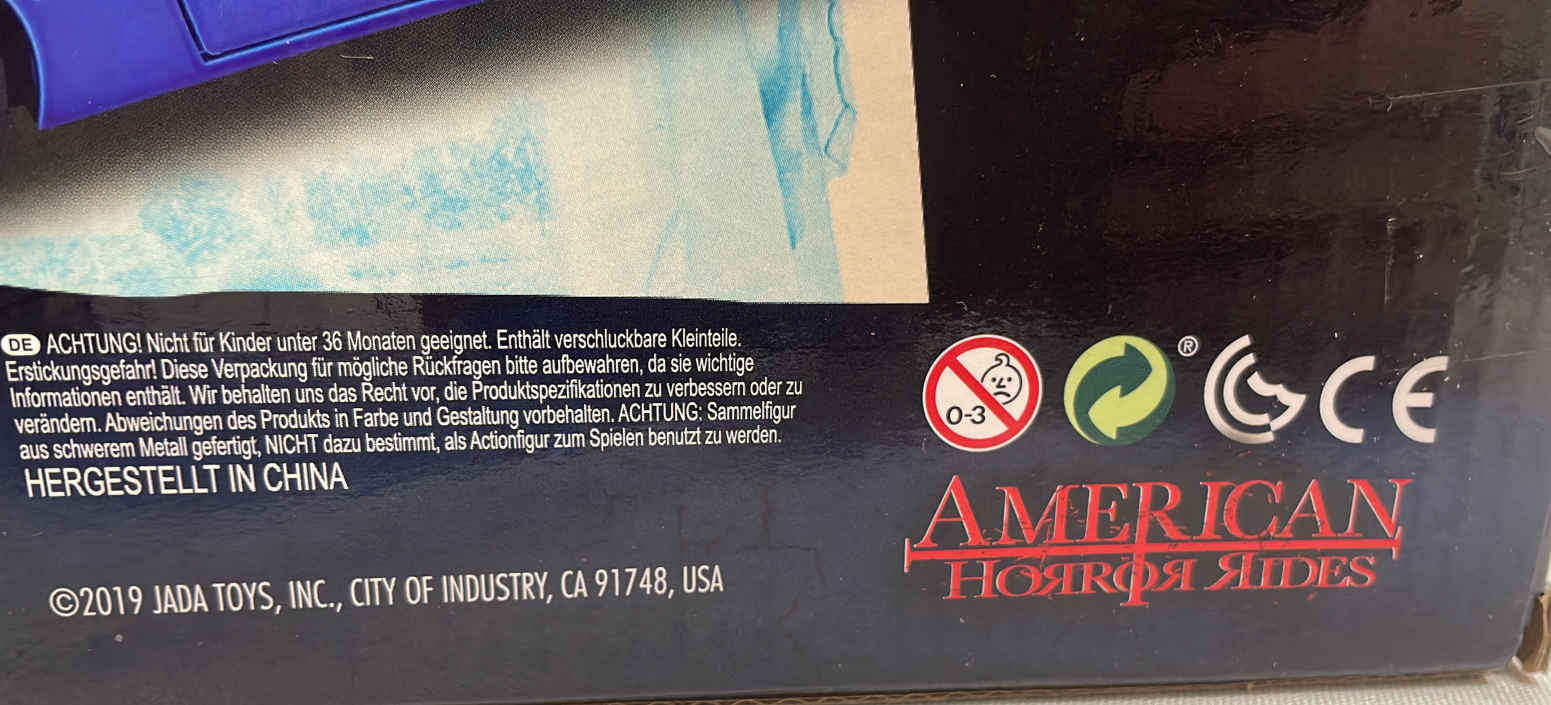 DE ACHTUNG! Nicht für Kinder unter 36 Monaten geeignet. Enthält verschluckbare Kleinteile.
Erstickungsgefahr! Diese Verpackung für mögliche Rückfragen bitte aufbewahren, da sie wichtige
Informationen enthält. Wir behalten uns das Recht vor, die Produktspezifikationen zu verbessern oder zu
verändern. Abweichungen des Produkts in Farbe und Gestaltung vorbehalten. ACHTUNG: Sammelfigur
aus schwerem Metall gefertigt, NICHT dazu bestimmt, als Actionfigur zum Spielen benutzt zu werden.
HERGESTELLT IN CHINA
©2019 JADA TOYS, INC., CITY OF INDUSTRY, CA 91748, USA
0-3
®
CE
AMERICAN
HORROR RIDES